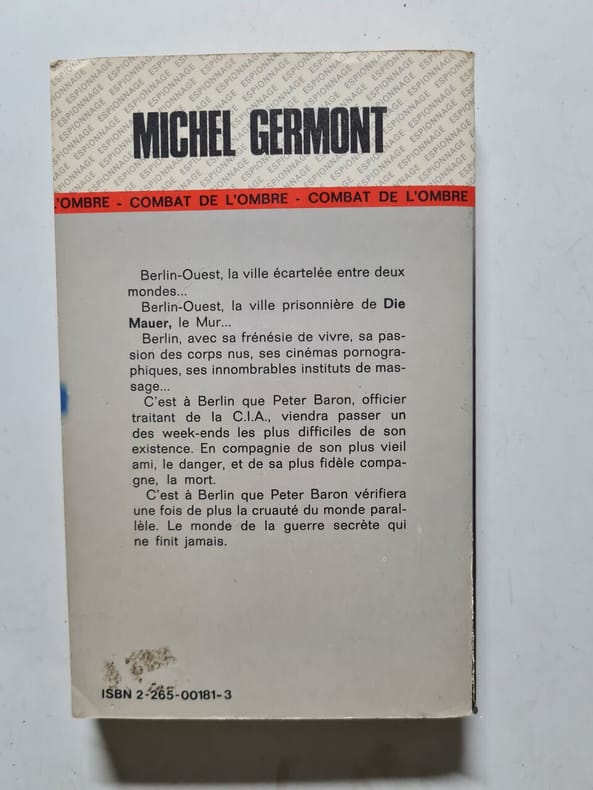 ESPIONNAGE ESPIONNAGE ESPIONNAGE ESPIONNAGE ESPIONNAGE
MICHEL GERMONT
L'OMBRE - COMBAT DE L'OMBRE - COMBAT DE L'OMBRE
Berlin-Ouest, la ville écartelée entre deux
mondes...
Berlin-Ouest, la ville prisonnière de Die
Mauer, le Mur...
Berlin, avec sa frénésie de vivre, sa pas-
sion des corps nus, ses cinémas pornogra-
phiques, ses innombrables instituts de mas-
sage...
C'est à Berlin que Peter Baron, officier
traitant de la C.I.A., viendra passer un
des week-ends les plus difficiles de son
existence. En compagnie de son plus vieil
ami, le danger, et de sa plus fidèle compa-
gne, la mort.
C'est à Berlin que Peter Baron vérifiera
une fois de plus la cruauté du monde paral-
lèle. Le monde de la guerre secrète qui
ne finit jamais.
ISBN 2-265-00181-3